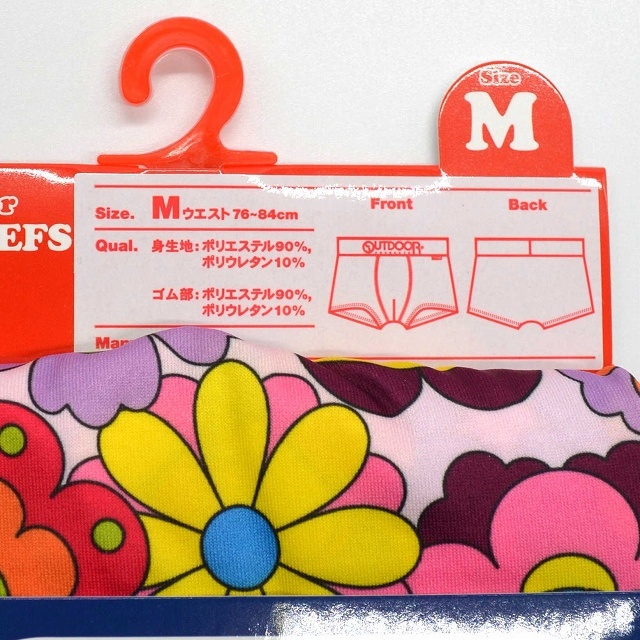 Size
M
r
EFS
Size. M ウエスト 76~84cm
Qual. 身生地:ポリエステル90%,
ポリウレタン10%
ゴム部:ポリエステル90%,
ポリウレタン10%
Front
Back
OUTDOOR